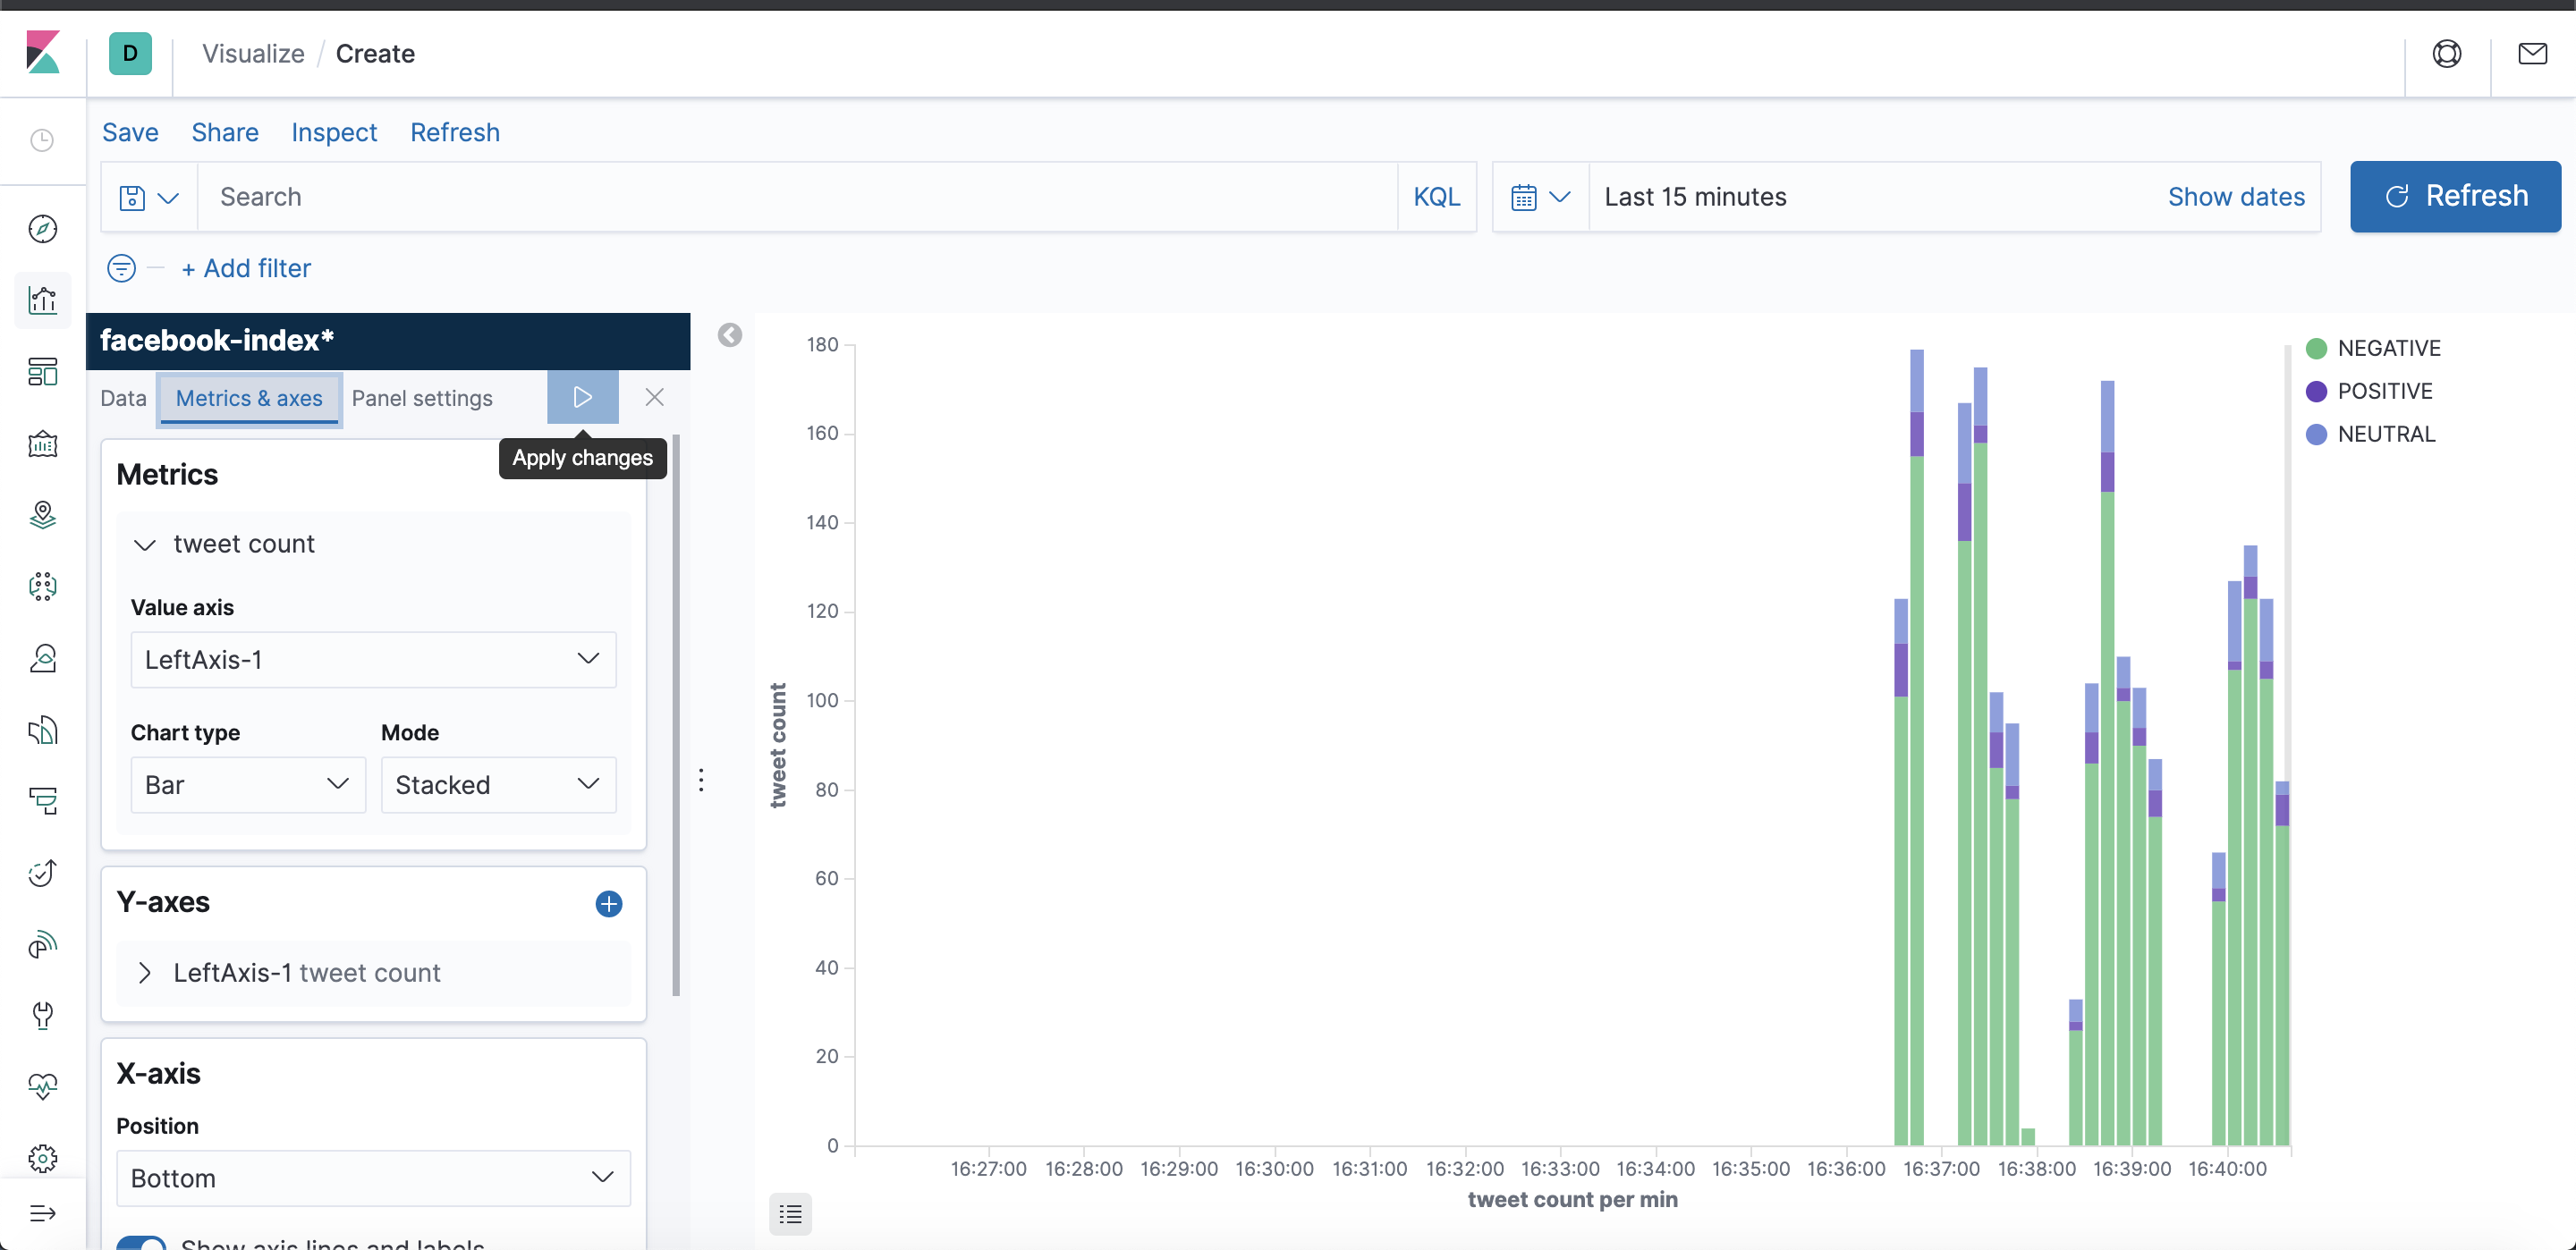 D Visualize / Create
Save Share Inspect Refresh
Search KQL Last 15 minutes Show dates Refresh
+ Add filter
facebook-index*
Data Metrics & axes Panel settings
Apply changes
Metrics
tweet count
Value axis
LeftAxis-1
Chart type Mode
Bar Stacked
Y-axes
LeftAxis-1 tweet count
X-axis
Position
Bottom
Show axis lines and labels
180
160
140
120
100
80
60
40
20
0
tweet count
16:27:00 16:28:00 16:29:00 16:30:00 16:31:00 16:32:00 16:33:00 16:34:00 16:35:00 16:36:00 16:37:00 16:38:00 16:39:00 16:40:00
tweet count per min
NEGATIVE
POSITIVE
NEUTRAL